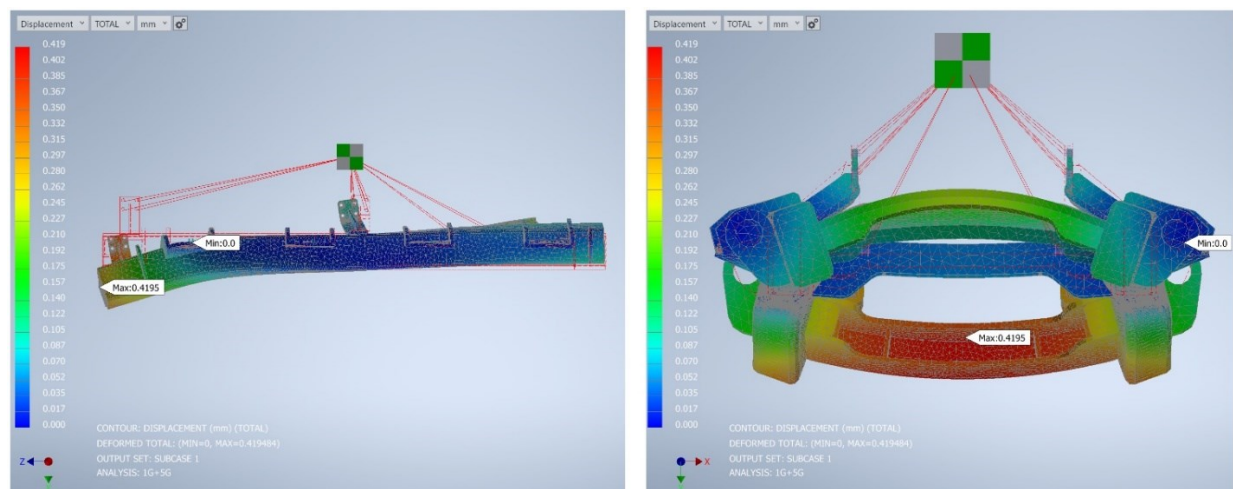 Displacement TOTAL mm
0.419
0.402
0.385
0.367
0.350
0.332
0.315
0.297
0.280
0.262
0.245
0.227
0.210
0.192
0.175
0.157
0.140
0.122
0.105
0.087
0.070
0.052
0.035
0.017
0.000
Min:0.0
Max:0.4195
CONTOUR: DISPLACEMENT (mm) (TOTAL)
DEFORMED TOTAL: (MIN=0, MAX=0.419484)
OUTPUT SET: SUBCASE 1
ANALYSIS: 1G+5G
Z
Y
Displacement TOTAL mm
0.419
0.402
0.385
0.367
0.350
0.332
0.315
0.297
0.280
0.262
0.245
0.227
0.210
0.192
0.175
0.157
0.140
0.122
0.105
0.087
0.070
0.052
0.035
0.017
0.000
Min:0.0
Max:0.4195
CONTOUR: DISPLACEMENT (mm) (TOTAL)
DEFORMED TOTAL: (MIN=0, MAX=0.419484)
OUTPUT SET: SUBCASE 1
ANALYSIS: 1G+5G
X